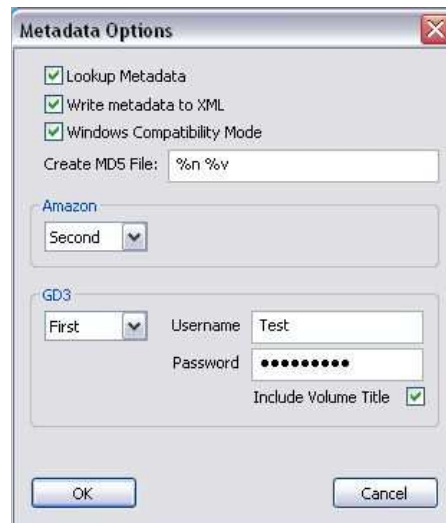 Metadata Options
Lookup Metadata
Write metadata to XML
Windows Compatibility Mode
Create MD5 File: %n %v
Amazon
Second
GD3
First Username Test
Password •••••••••
Include Volume Title
OK Cancel